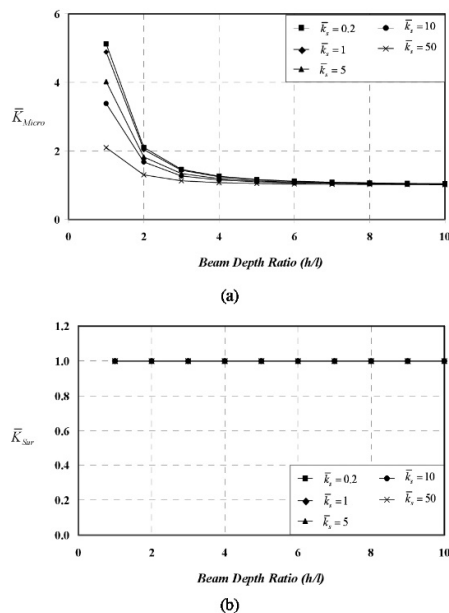 6
4
2
0
K̅ Micro
k̅s = 0.2
k̅s = 10
k̅s = 1
k̅s = 50
k̅s = 5
0 2 4 6 8 10
Beam Depth Ratio (h/l)
(a)
1.2
1.0
0.8
0.6
0.4
0.2
0.0
K̅ Sur
k̅s = 0.2
k̅s = 10
k̅s = 1
k̅s = 50
k̅s = 5
0 2 4 6 8 10
Beam Depth Ratio (h/l)
(b)